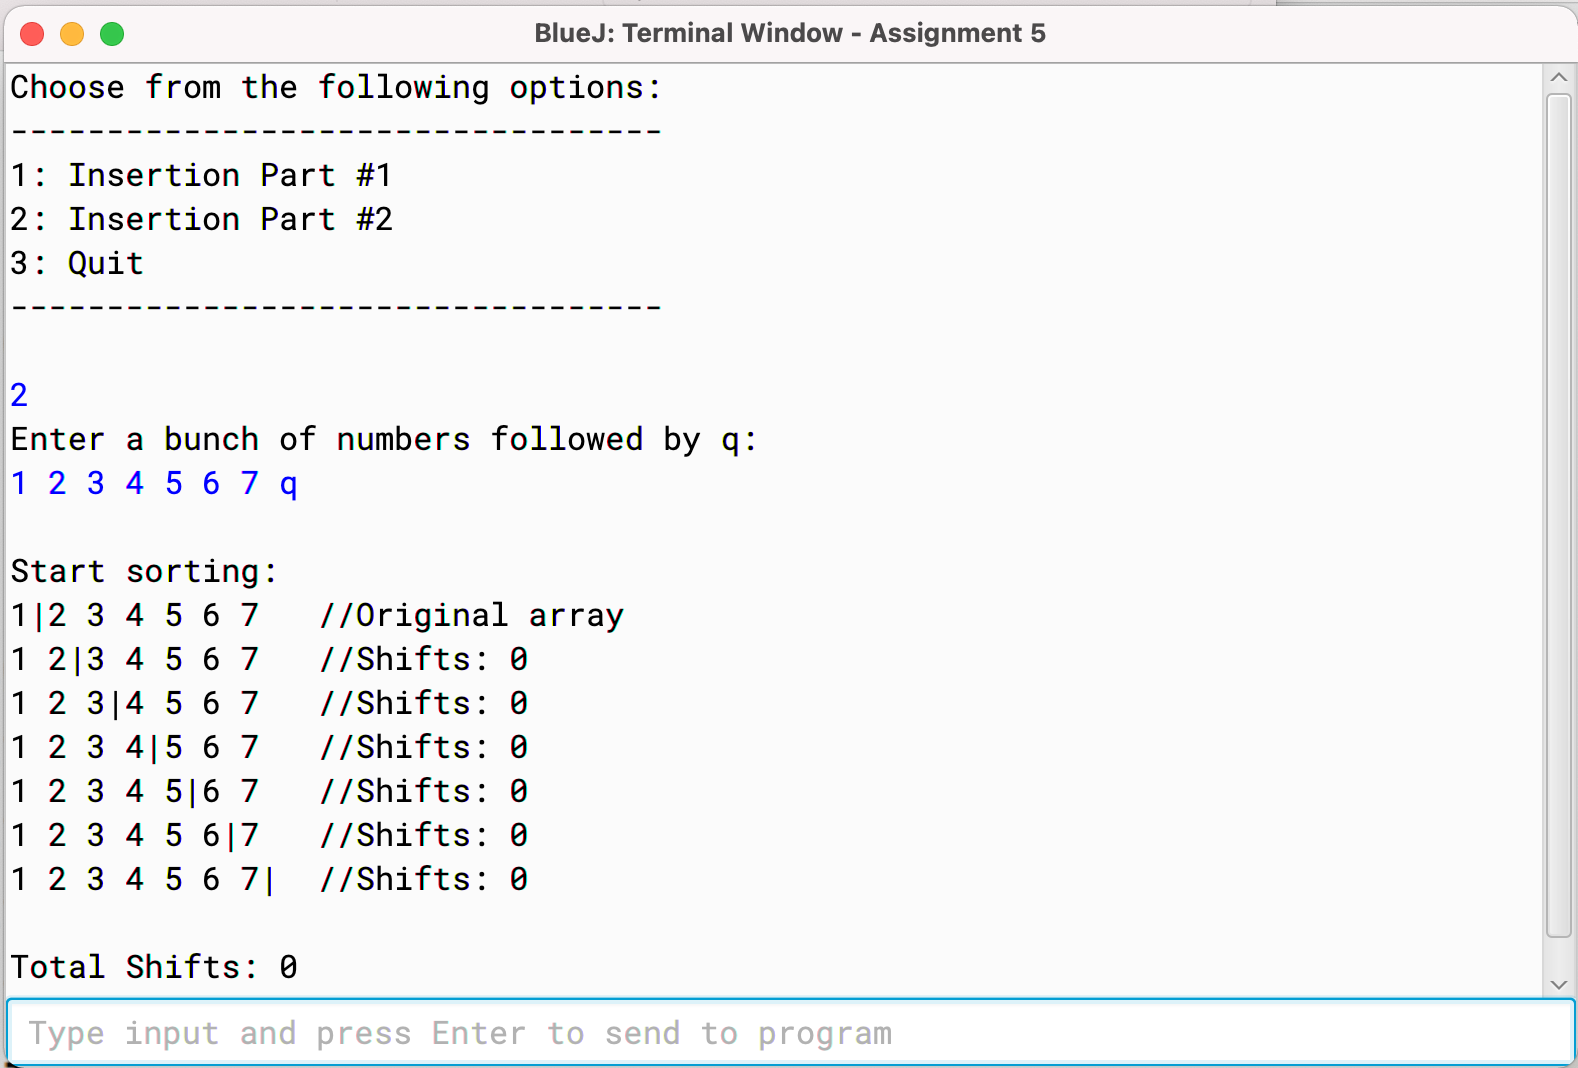 BlueJ: Terminal Window - Assignment 5
Choose from the following options:
----------------------------------
1: Insertion Part #1
2: Insertion Part #2
3: Quit
----------------------------------
2
Enter a bunch of numbers followed by q:
1 2 3 4 5 6 7 q
Start sorting:
1|2 3 4 5 6 7   //Original array
1 2|3 4 5 6 7   //Shifts: 0
1 2 3|4 5 6 7   //Shifts: 0
1 2 3 4|5 6 7   //Shifts: 0
1 2 3 4 5|6 7   //Shifts: 0
1 2 3 4 5 6|7   //Shifts: 0
1 2 3 4 5 6 7|  //Shifts: 0
Total Shifts: 0
Type input and press Enter to send to program